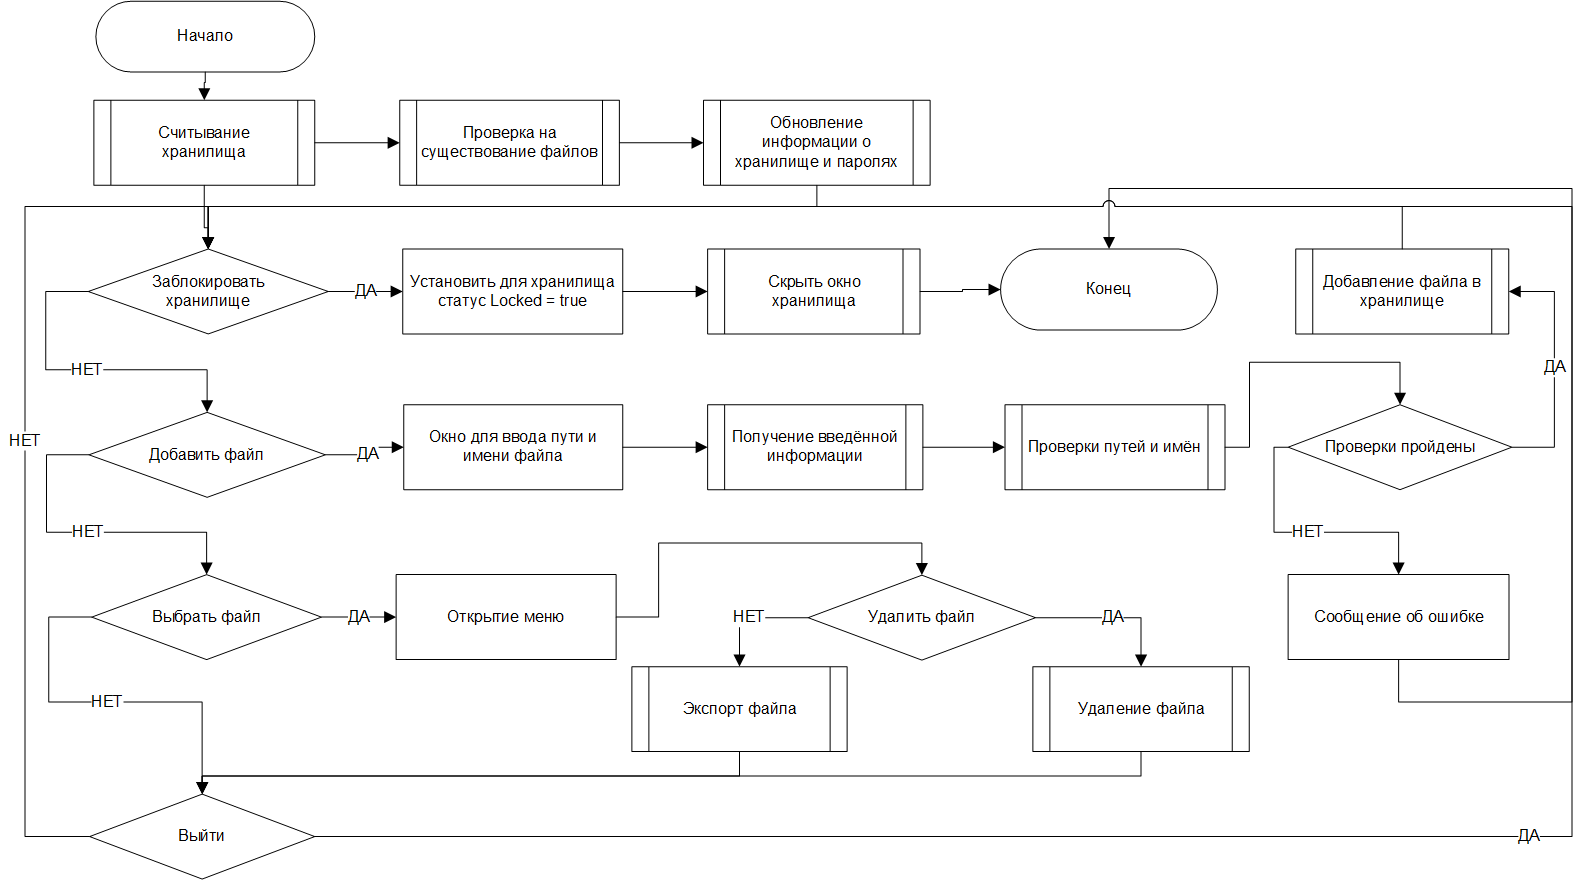 Начало
Считывание
хранилища
Проверка на
существование файлов
Обновление
информации о
хранилище и паролях
Заблокировать
хранилище
ДА
Установить для хранилища
статус Locked = true
Скрыть окно
хранилища
Конец
Добавление файла в
хранилище
НЕТ
ДА
НЕТ
Добавить файл
ДА
Окно для ввода пути и
имени файла
Получение введённой
информации
Проверки путей и имён
Проверки пройдены
НЕТ
НЕТ
Выбрать файл
ДА
Открытие меню
НЕТ
Удалить файл
ДА
Сообщение об ошибке
НЕТ
Экспорт файла
Удаление файла
Выйти
ДА